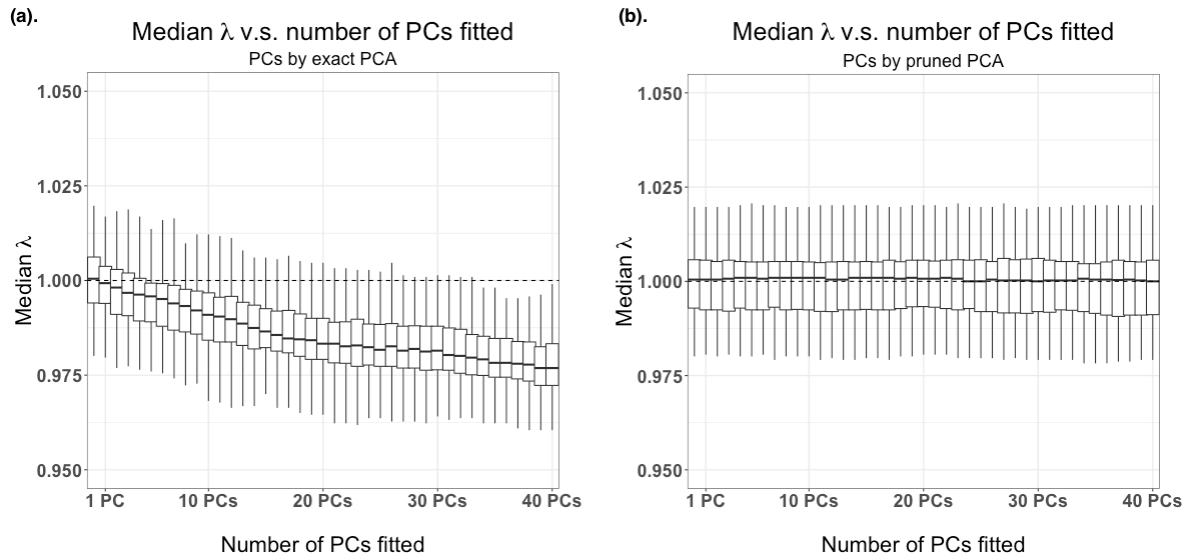 (a).
Median λ v.s. number of PCs fitted
PCs by exact PCA
Median λ
1.050
1.025
1.000
0.975
0.950
1 PC 10 PCs 20 PCs 30 PCs 40 PCs
Number of PCs fitted
(b).
Median λ v.s. number of PCs fitted
PCs by pruned PCA
Median λ
1.050
1.025
1.000
0.975
0.950
1 PC 10 PCs 20 PCs 30 PCs 40 PCs
Number of PCs fitted